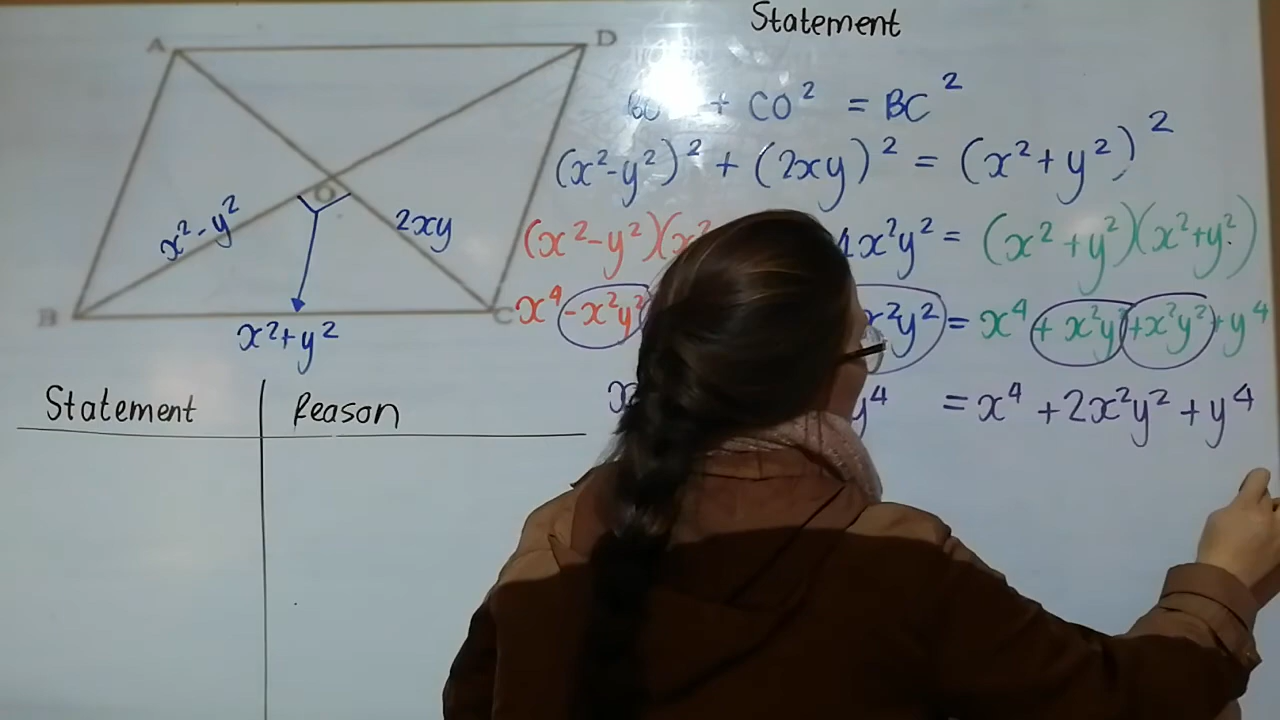 Statement
A
D
+ CO² = BC²
(x²-y²)² + (2xy)² = (x²+y²)²
x²-y²
O
2xy
(x²-y²)(x² 4x²y² = (x²+y²)(x²+y²)
B
C
x⁴-x²y² x²y² = x⁴+x²y²+x²y²+y⁴
x²+y²
y⁴ = x⁴+2x²y²+y⁴
Statement Reason